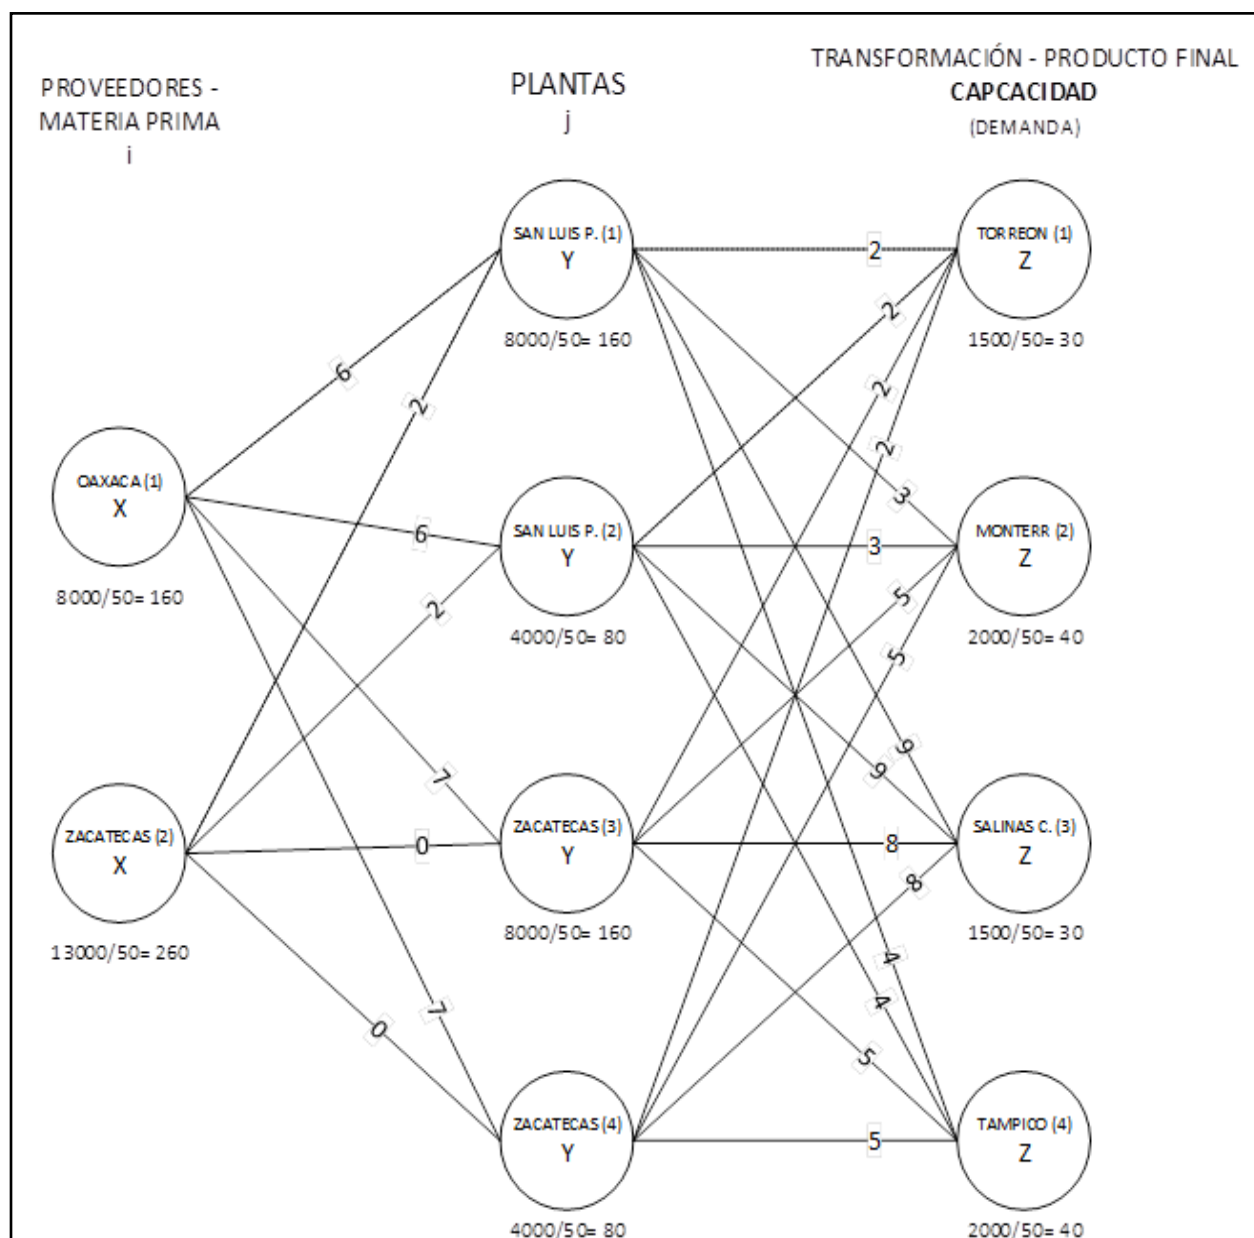 PROVEEDORES -
MATERIA PRIMA
i
PLANTAS
j
TRANSFORMACIÓN - PRODUCTO FINAL
CAPCACIDAD
(DEMANDA)
OAXACA (1)
X
8000/50= 160
ZACATECAS (2)
X
13000/50= 260
6
2
6
2
7
0
7
0
SAN LUIS P. (1)
Y
8000/50= 160
SAN LUIS P. (2)
Y
4000/50= 80
ZACATECAS (3)
Y
8000/50= 160
ZACATECAS (4)
Y
4000/50= 80
2
2
2
2
3
3
5
5
9
9
8
8
4
4
5
5
TORREON (1)
Z
1500/50= 30
MONTERR (2)
Z
2000/50= 40
SALINAS C. (3)
Z
1500/50= 30
TAMPICO (4)
Z
2000/50= 40